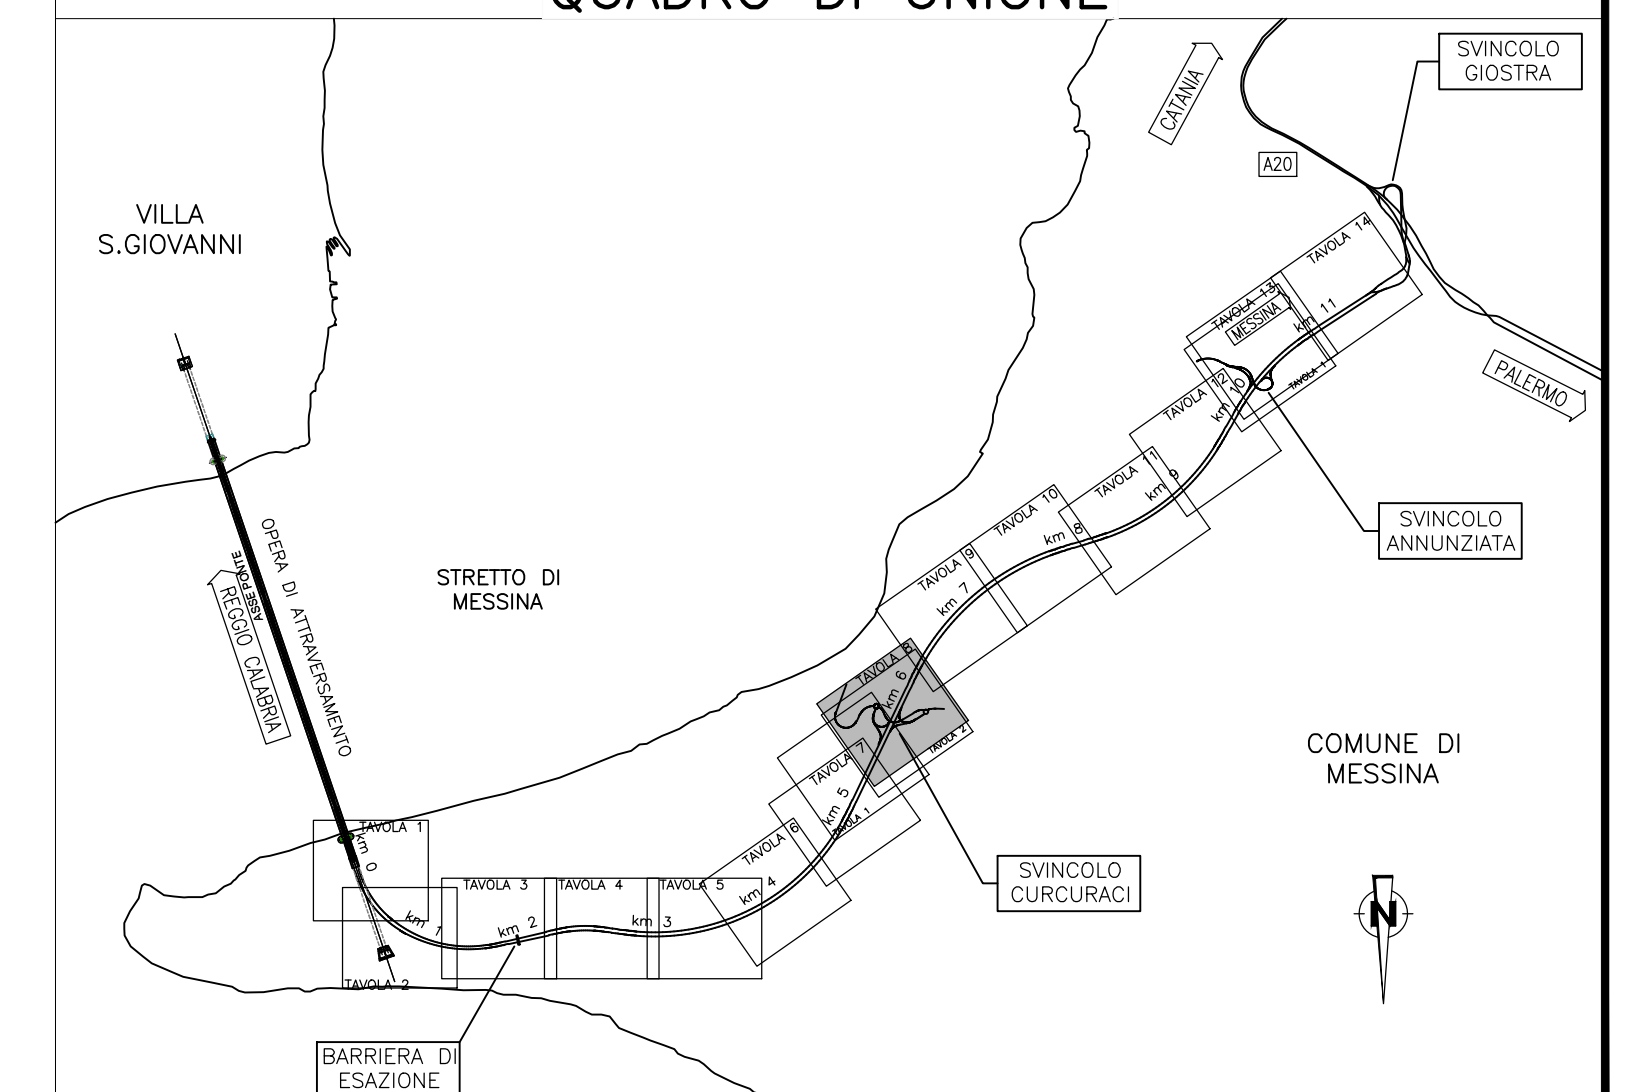 QUADRO DI UNIONE
SVINCOLO
GIOSTRA
CATANIA
A20
VILLA
S.GIOVANNI
TAVOLA 14
TAVOLA 13
MESSINA
km 11
TAVOLA 1
PALERMO
TAVOLA 12
km 10
TAVOLA 11
km 9
TAVOLA 10
km 8
SVINCOLO
ANNUNZIATA
OPERA DI ATTRAVERSAMENTO
ASSE PONTE
REGGIO CALABRIA
STRETTO DI
MESSINA
TAVOLA 9
km 7
TAVOLA 8
km 6
TAVOLA 2
COMUNE DI
MESSINA
TAVOLA 7
km 5
TAVOLA 1
TAVOLA 6
km 4
SVINCOLO
CURCURACI
TAVOLA 1
km 0
TAVOLA 3
TAVOLA 4
TAVOLA 5
km 1
km 2
km 3
N
TAVOLA 2
BARRIERA DI
ESAZIONE